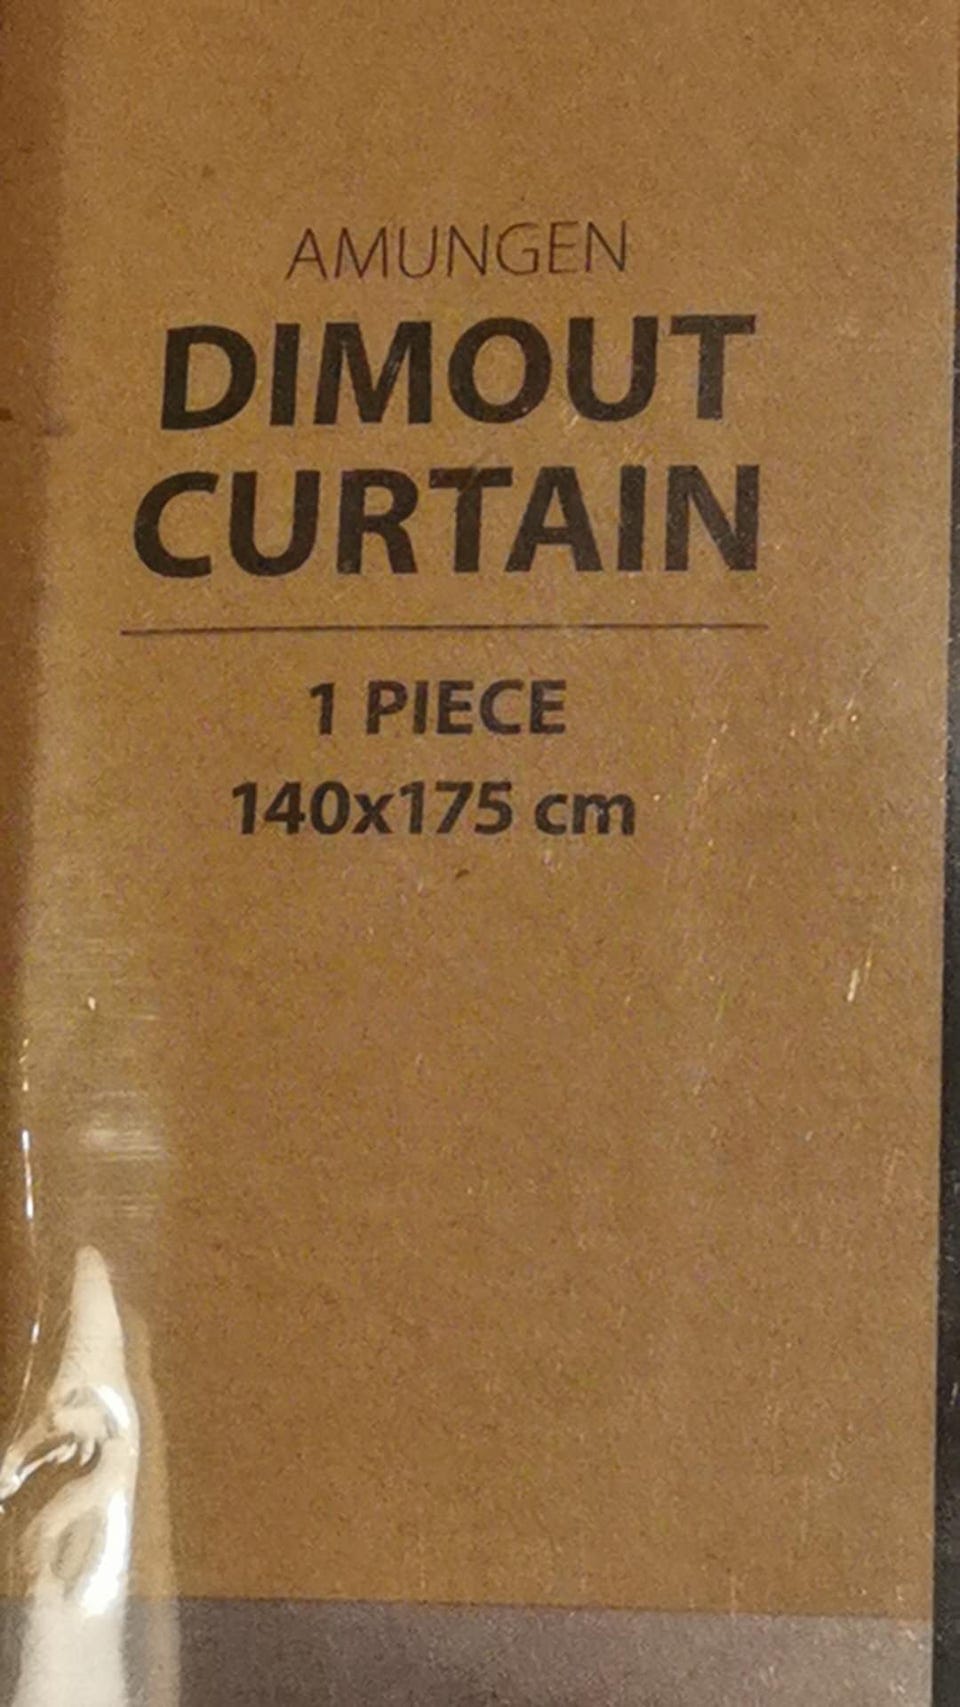 AMUNGEN
DIMOUT
CURTAIN
1 PIECE
140x175 cm